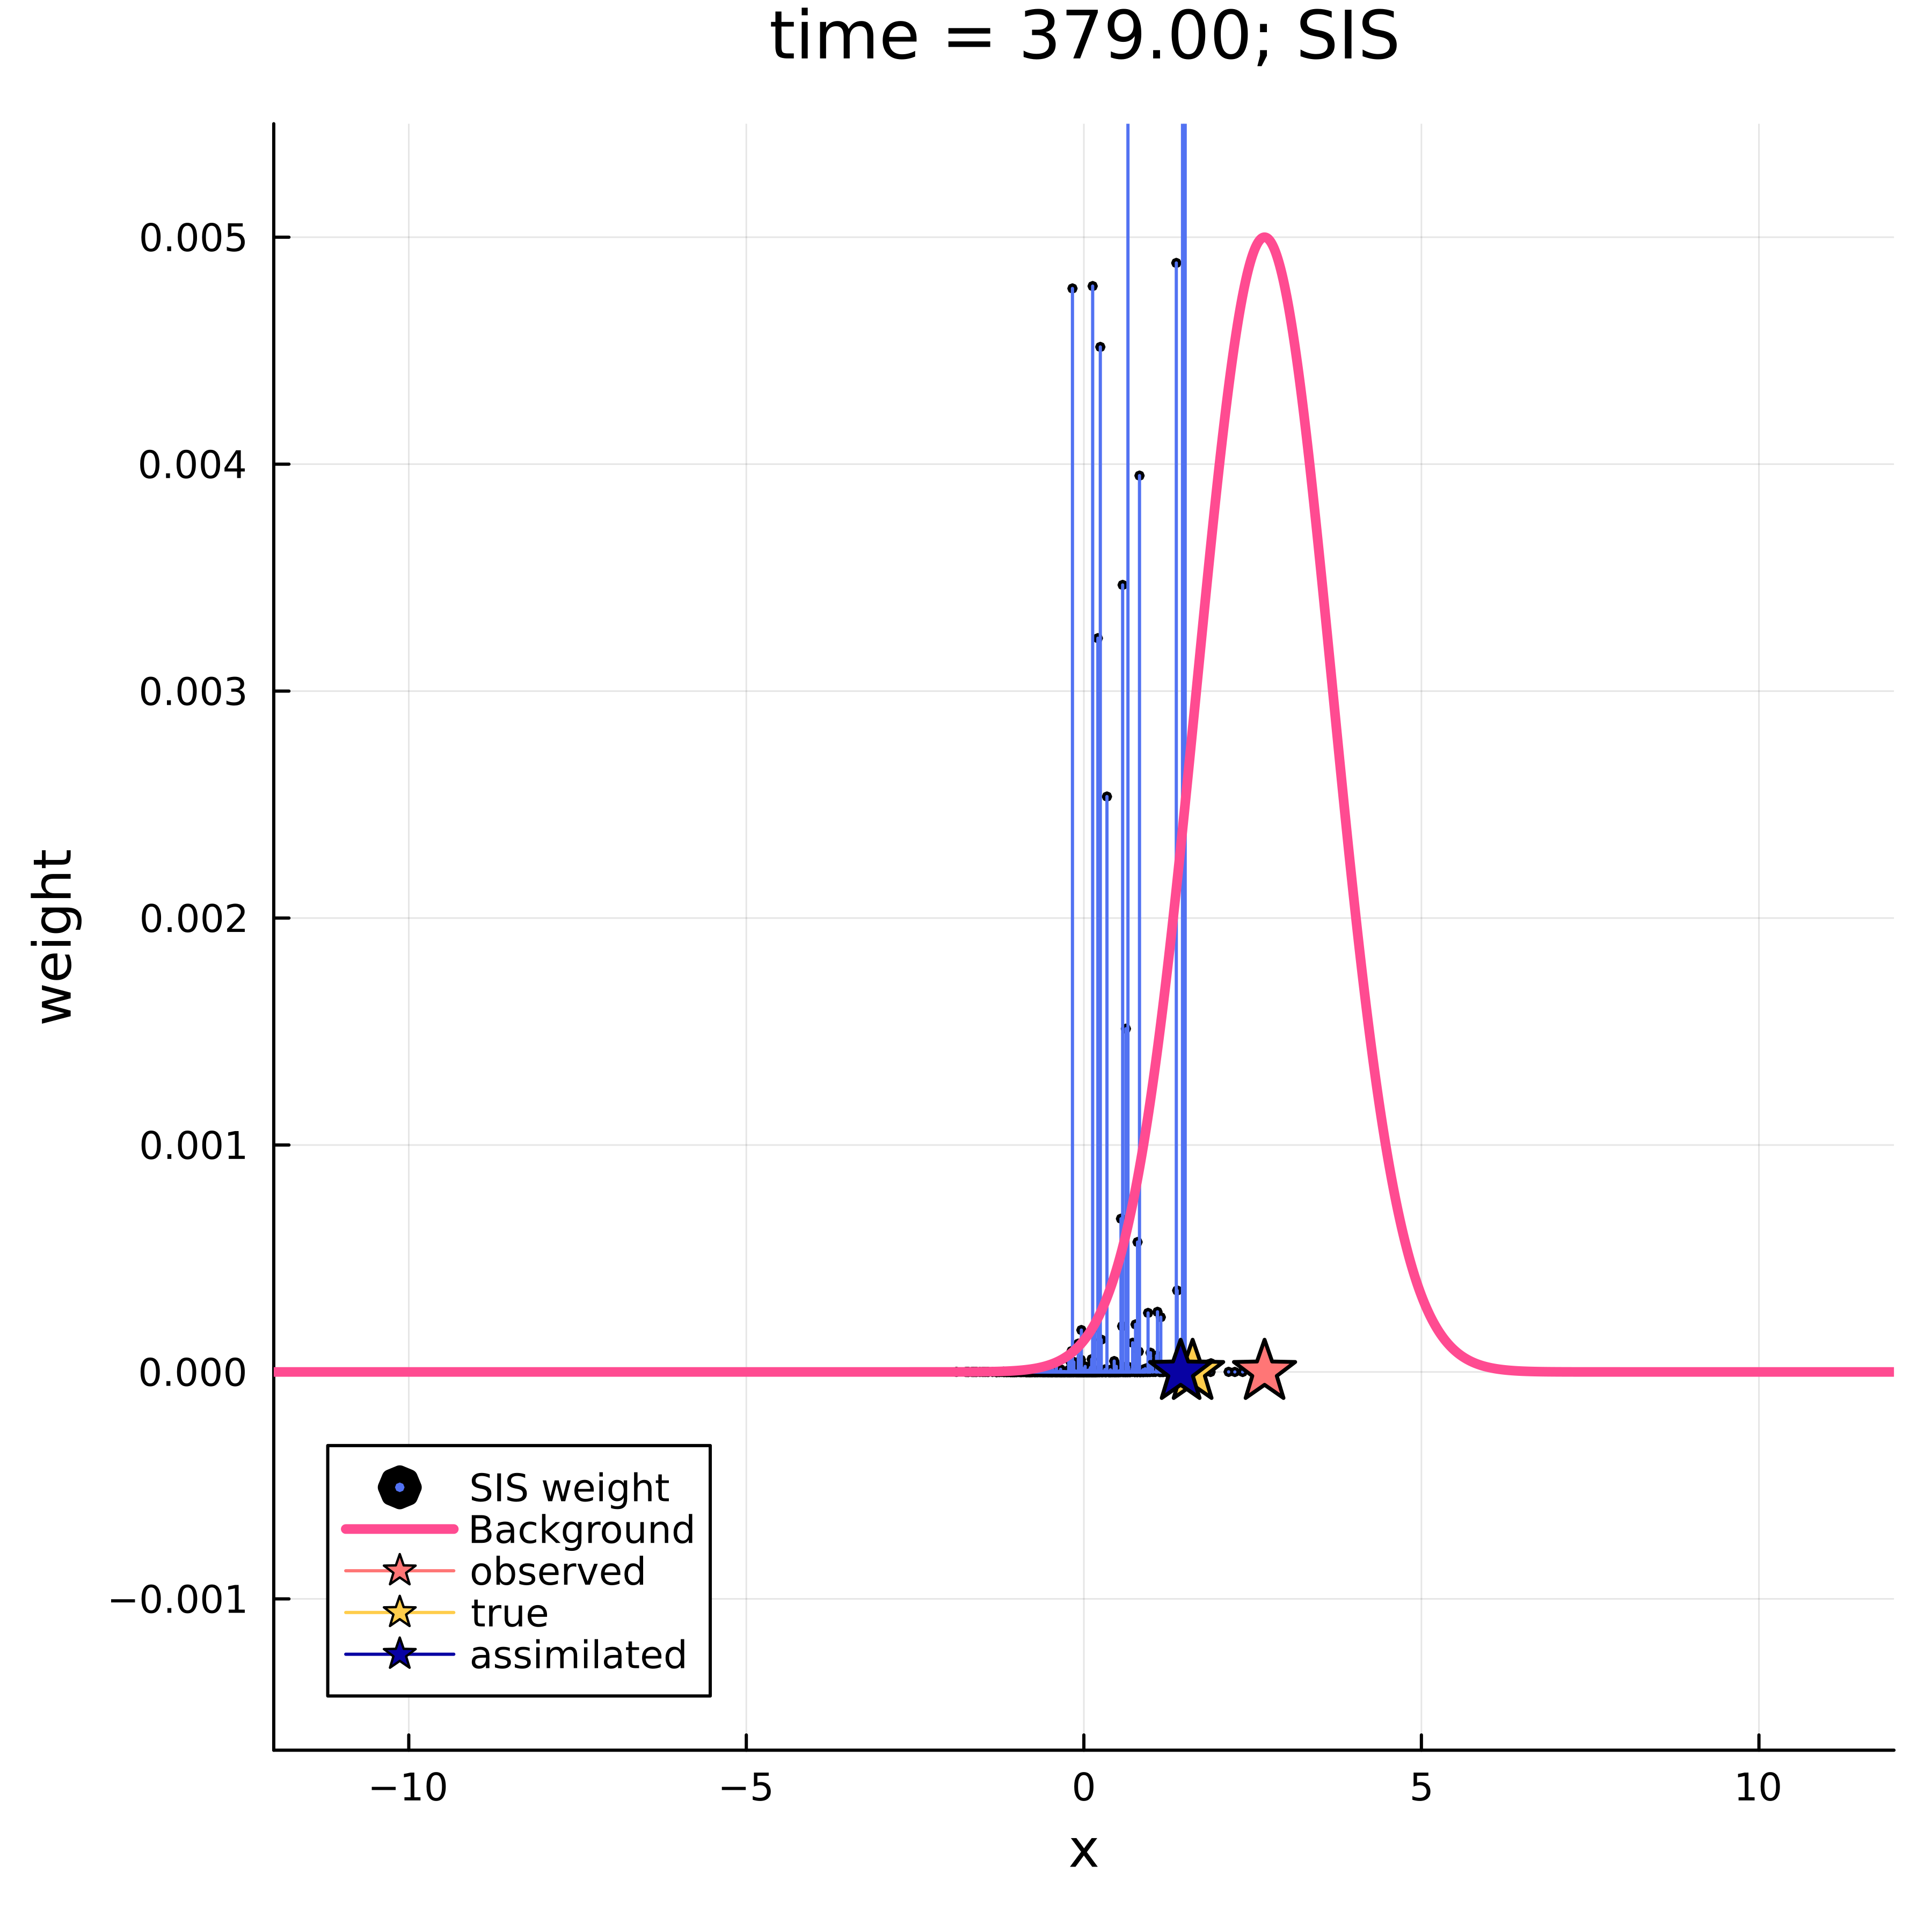 time = 379.00; SIS
weight
0.005
0.004
0.003
0.002
0.001
0.000
−0.001
SIS weight
Background
observed
true
assimilated
−10 −5 0 5 10
x